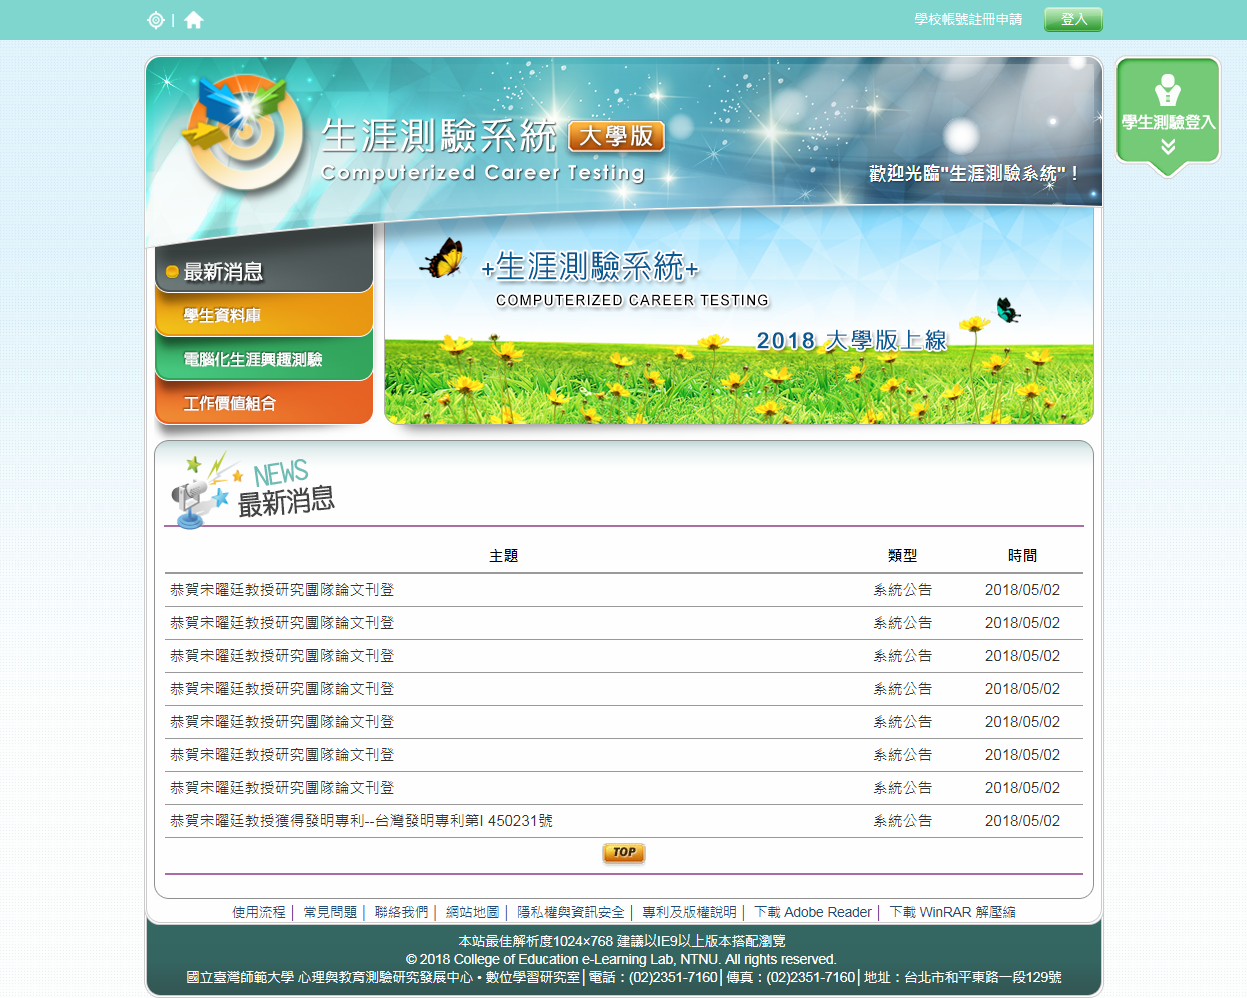 學校帳號註冊申請
登入
學生測驗登入
生涯測驗系統 大學版
Computerized Career Testing
歡迎光臨"生涯測驗系統"！
最新消息
學生資料庫
電腦化生涯興趣測驗
工作價值組合
+生涯測驗系統+
COMPUTERIZED CAREER TESTING
2018 大學版上線
NEWS
最新消息
主題 類型 時間
恭賀宋曜廷教授研究團隊論文刊登 系統公告 2018/05/02
恭賀宋曜廷教授研究團隊論文刊登 系統公告 2018/05/02
恭賀宋曜廷教授研究團隊論文刊登 系統公告 2018/05/02
恭賀宋曜廷教授研究團隊論文刊登 系統公告 2018/05/02
恭賀宋曜廷教授研究團隊論文刊登 系統公告 2018/05/02
恭賀宋曜廷教授研究團隊論文刊登 系統公告 2018/05/02
恭賀宋曜廷教授研究團隊論文刊登 系統公告 2018/05/02
恭賀宋曜廷教授獲得發明專利--台灣發明專利第I 450231號 系統公告 2018/05/02
TOP
使用流程│ 常見問題│ 聯絡我們│ 網站地圖│ 隱私權與資訊安全│ 專利及版權說明│ 下載 Adobe Reader│ 下載 WinRAR 解壓縮
本站最佳解析度1024×768 建議以IE9以上版本搭配瀏覽
© 2018 College of Education e-Learning Lab, NTNU. All rights reserved.
國立臺灣師範大學 心理與教育測驗研究發展中心 • 數位學習研究室│電話：(02)2351-7160│傳真：(02)2351-7160│地址：台北市和平東路一段129號